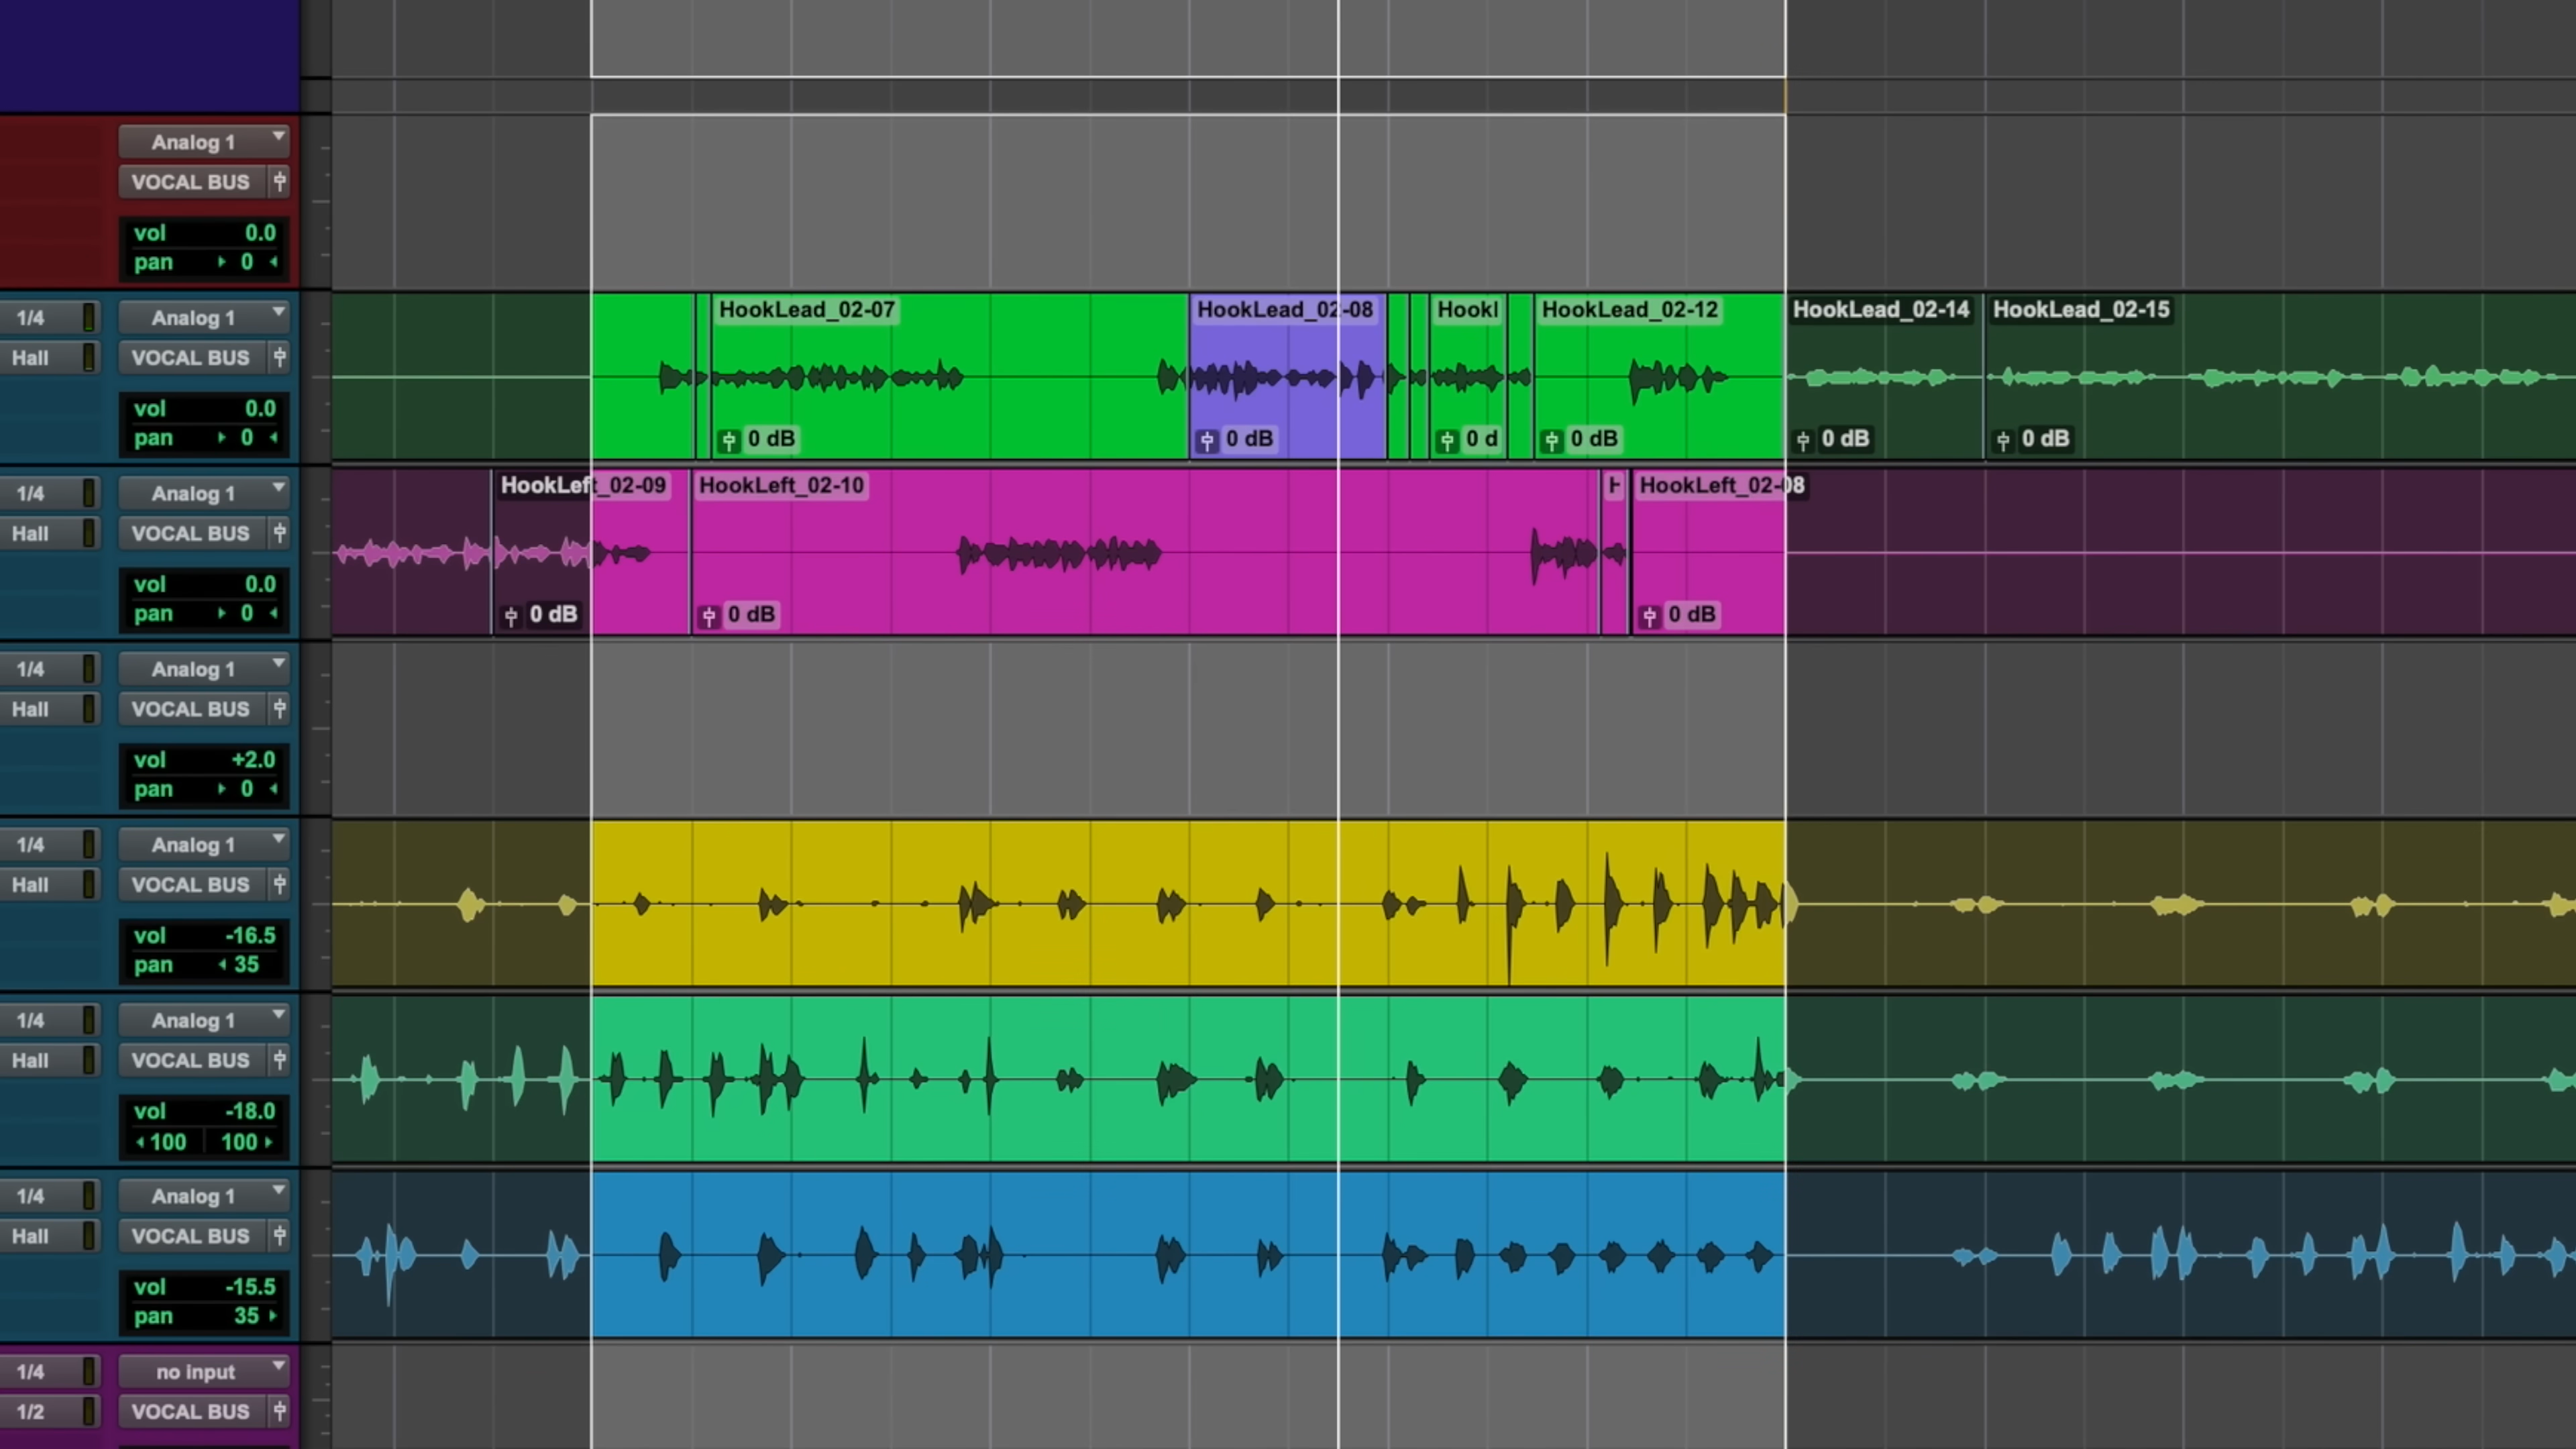 Analog 1
VOCAL BUS
vol 0.0
pan 0
1/4 Analog 1 HookLead_02-07 HookLead_02-08 Hookl HookLead_02-12 HookLead_02-14 HookLead_02-15
Hall VOCAL BUS
vol 0.0
pan 0 0 dB 0 dB 0 d 0 dB 0 dB 0 dB
1/4 Analog 1 HookLeft_02-09 HookLeft_02-10 H HookLeft_02-08
Hall VOCAL BUS
vol 0.0
pan 0 0 dB 0 dB 0 dB
1/4 Analog 1
Hall VOCAL BUS
vol +2.0
pan 0
1/4 Analog 1
Hall VOCAL BUS
vol -16.5
pan 35
1/4 Analog 1
Hall VOCAL BUS
vol -18.0
100 100
1/4 Analog 1
Hall VOCAL BUS
vol -15.5
pan 35
1/4 no input
1/2 VOCAL BUS